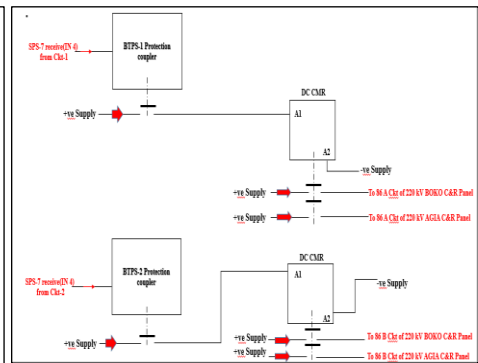 BTPS-1 Protection
coupler
SPS-7 receive(IN 4)
from Ckt-1
+ve Supply
DC CMR
A1
A2
-ve Supply
+ve Supply
To 86 A Ckt of 220 kV BOKO C&R Panel
+ve Supply
To 86 A Ckt of 220 kV AGIA C&R Panel
BTPS-2 Protection
coupler
DC CMR
A1
SPS-7 receive(IN 4)
from Ckt-2
-ve Supply
A2
+ve Supply
+ve Supply
To 86 B Ckt of 220 kV BOKO C&R Panel
+ve Supply
To 86 B Ckt of 220 kV AGIA C&R Panel